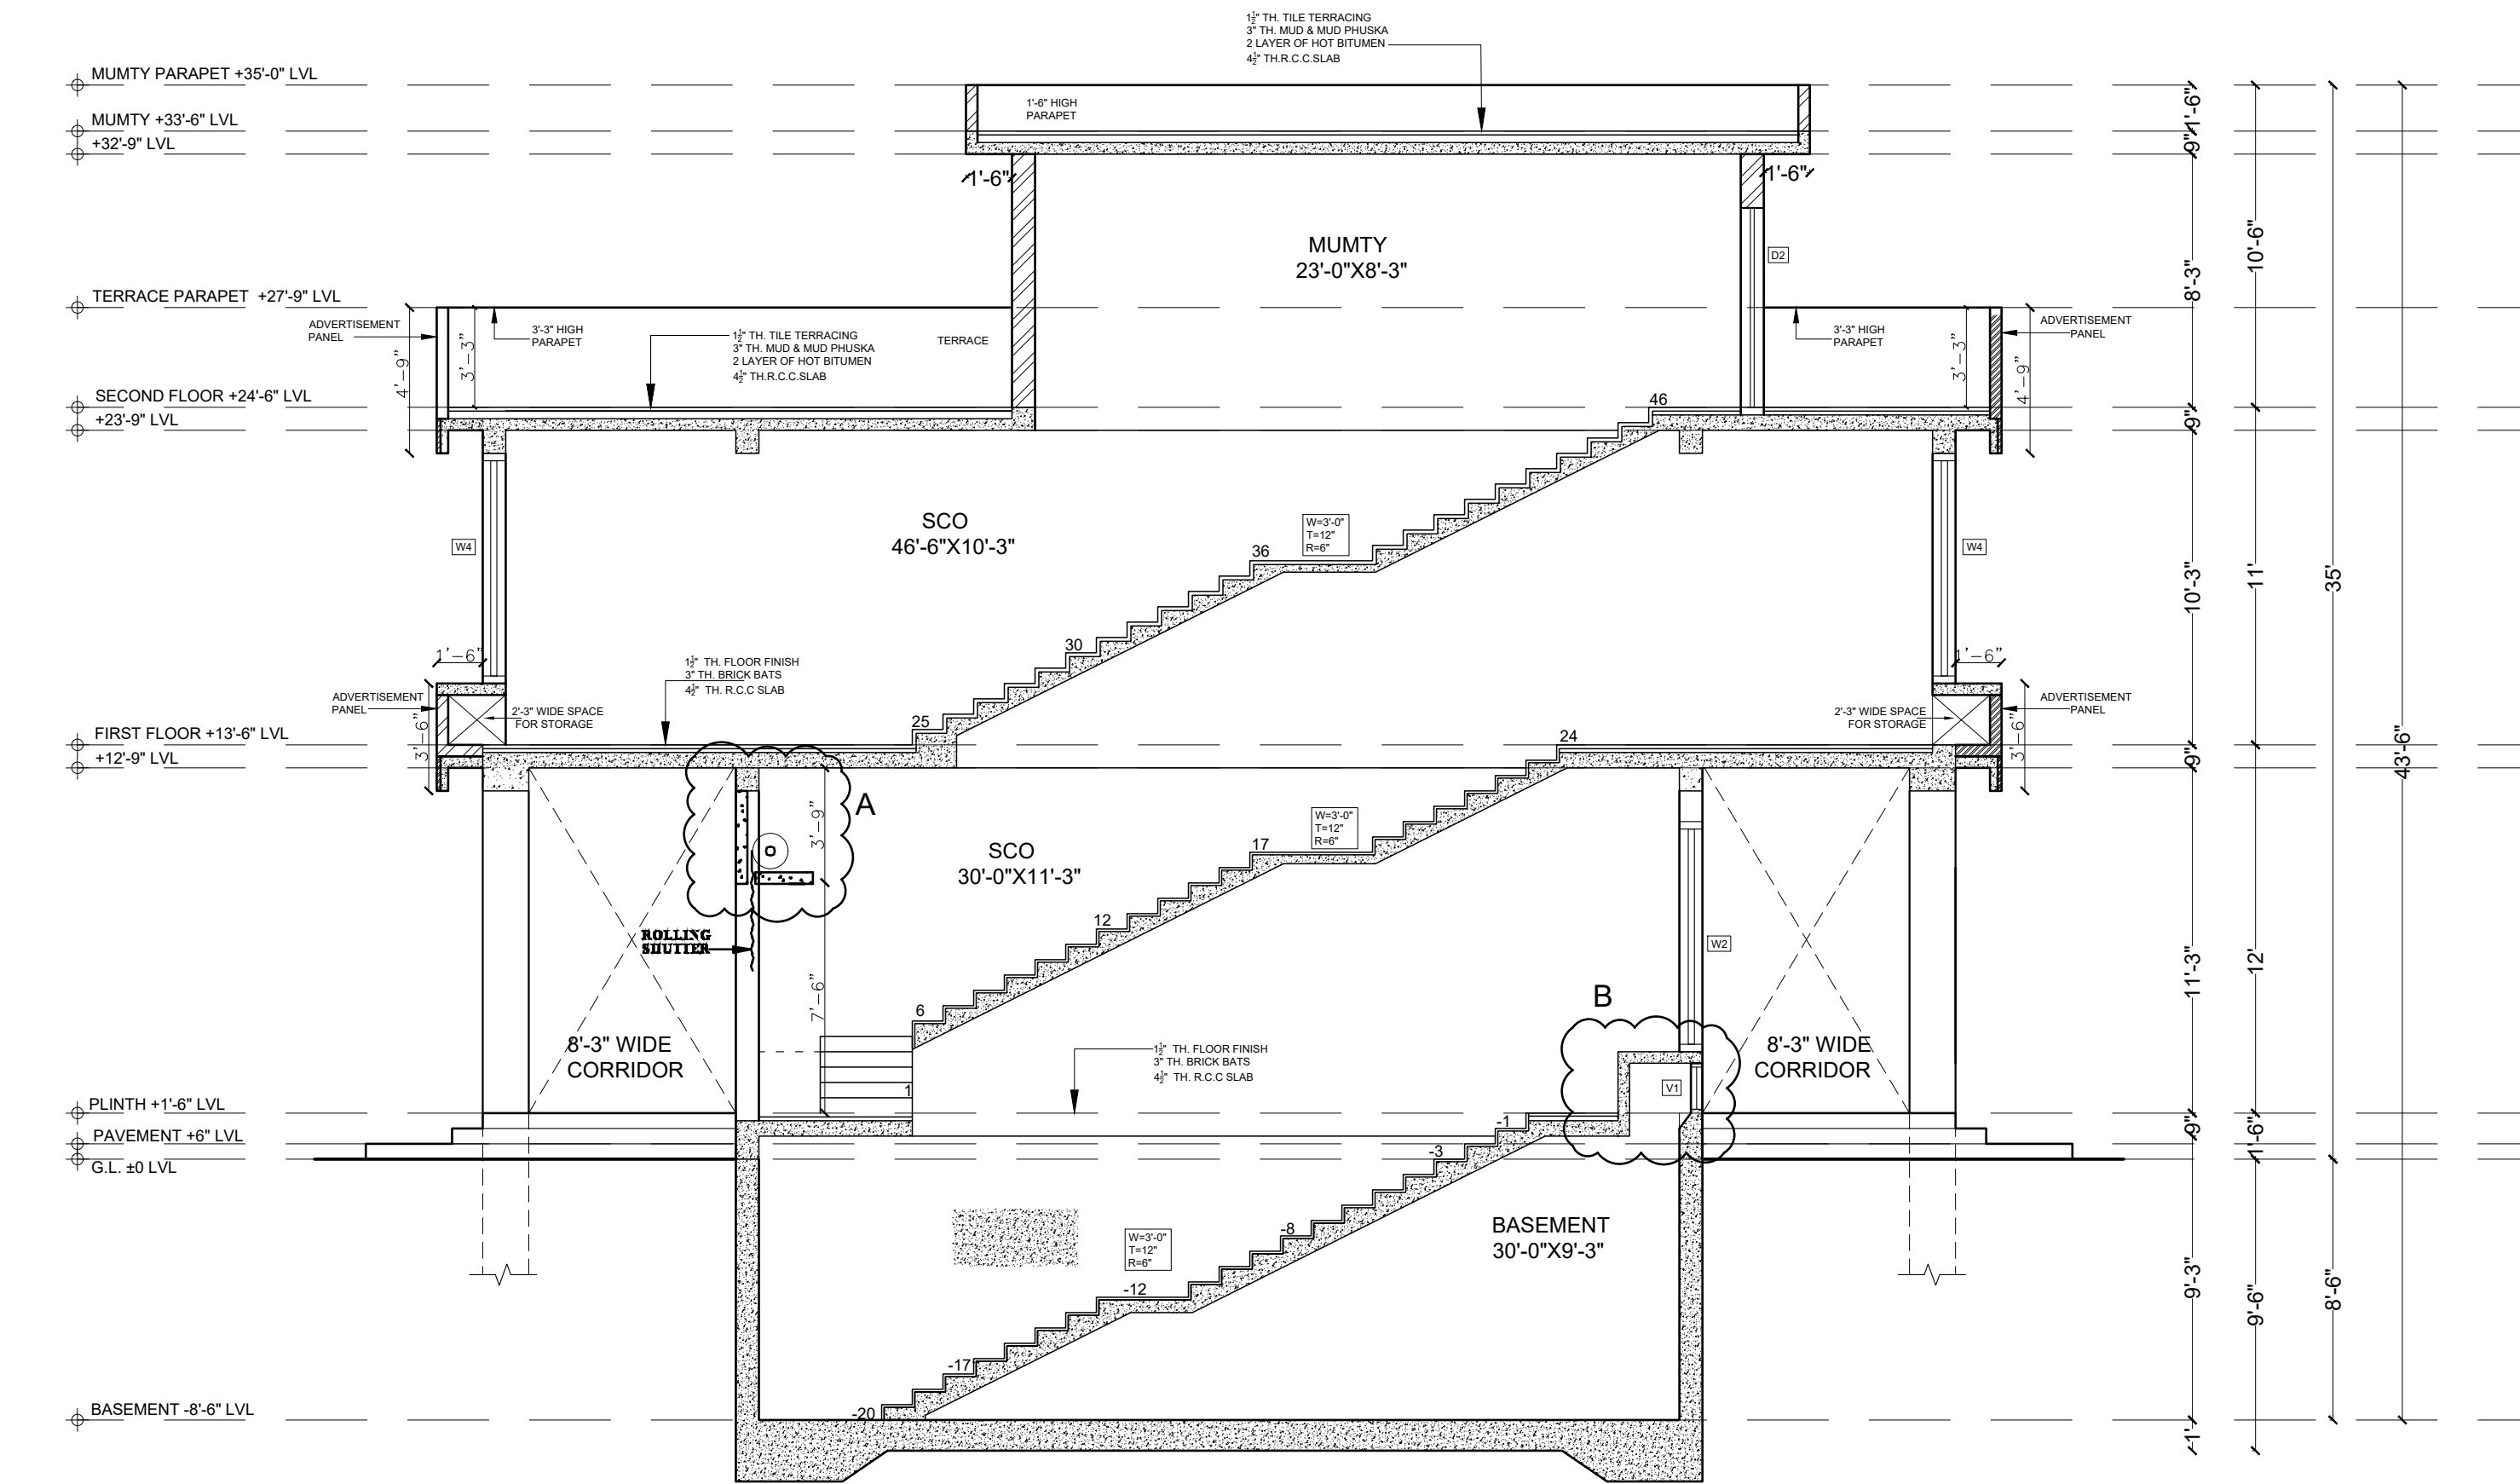 1½" TH. TILE TERRACING
3" TH. MUD & MUD PHUSKA
2 LAYER OF HOT BITUMEN
4½" TH.R.C.C.SLAB
MUMTY PARAPET +35'-0" LVL
1'-6" HIGH
PARAPET
1'-6"
MUMTY +33'-6" LVL
+32'-9" LVL
9"
1'-6"
1'-6"
MUMTY
23'-0"X8'-3"
D2
8'-3"
10'-6"
TERRACE PARAPET +27'-9" LVL
ADVERTISEMENT
PANEL
4'-9"
3'-3"
3'-3" HIGH
PARAPET
1½" TH. TILE TERRACING
3" TH. MUD & MUD PHUSKA
2 LAYER OF HOT BITUMEN
4½" TH.R.C.C.SLAB
TERRACE
3'-3" HIGH
PARAPET
3'-3"
4'-9"
ADVERTISEMENT
PANEL
SECOND FLOOR +24'-6" LVL
+23'-9" LVL
46
9"
SCO
46'-6"X10'-3"
W=3'-0"
T=12"
R=6"
W4
W4
36
30
25
10'-3"
11'
35'
1'-6"
1'-6"
1½" TH. FLOOR FINISH
3" TH. BRICK BATS
4½" TH. R.C.C SLAB
ADVERTISEMENT
PANEL
3'-6"
2'-3" WIDE SPACE
FOR STORAGE
2'-3" WIDE SPACE
FOR STORAGE
ADVERTISEMENT
PANEL
3'-6"
FIRST FLOOR +13'-6" LVL
+12'-9" LVL
24
9"
43'-6"
A
3'-9"
SCO
30'-0"X11'-3"
W=3'-0"
T=12"
R=6"
17
12
6
1
ROLLING
SHUTTER
7'-6"
W2
11'-3"
12'
B
8'-3" WIDE
CORRIDOR
1½" TH. FLOOR FINISH
3" TH. BRICK BATS
4½" TH. R.C.C SLAB
V1
8'-3" WIDE
CORRIDOR
PLINTH +1'-6" LVL
PAVEMENT +6" LVL
G.L. ±0 LVL
-1
-3
9"
1'-6"
-8
W=3'-0"
T=12"
R=6"
BASEMENT
30'-0"X9'-3"
-12
-17
-20
9'-3"
9'-6"
8'-6"
BASEMENT -8'-6" LVL
1'